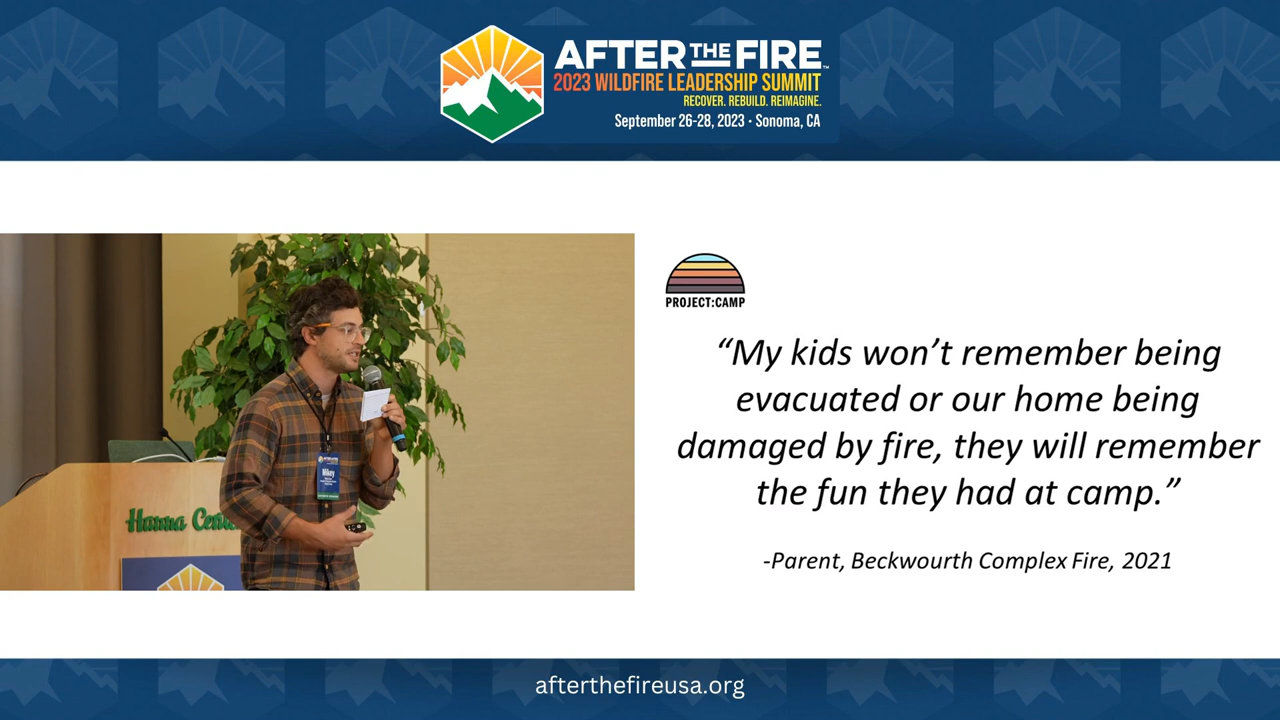 AFTER THE FIRE™
2023 WILDFIRE LEADERSHIP SUMMIT
RECOVER. REBUILD. REIMAGINE.
September 26-28, 2023 · Sonoma, CA
Mikey
Hanna Cente
PROJECT:CAMP
“My kids won’t remember being
evacuated or our home being
damaged by fire, they will remember
the fun they had at camp.”
-Parent, Beckwourth Complex Fire, 2021
afterthefireusa.org